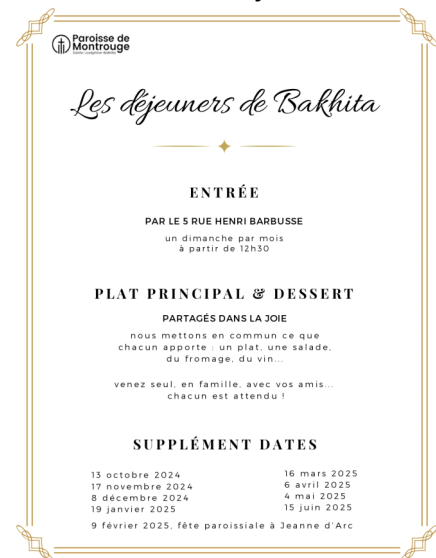 Paroisse de
Montrouge
Les déjeuners de Bakhita
ENTRÉE
PAR LE 5 RUE HENRI BARBUSSE
un dimanche par mois
à partir de 12h30
PLAT PRINCIPAL & DESSERT
PARTAGÉS DANS LA JOIE
nous mettons en commun ce que
chacun apporte : un plat, une salade,
du fromage, du vin...
venez seul, en famille, avec vos amis...
chacun est attendu !
SUPPLÉMENT DATES
13 octobre 2024
17 novembre 2024
8 décembre 2024
19 janvier 2025
16 mars 2025
6 avril 2025
4 mai 2025
15 juin 2025
9 février 2025, fête paroissiale à Jeanne d'Arc